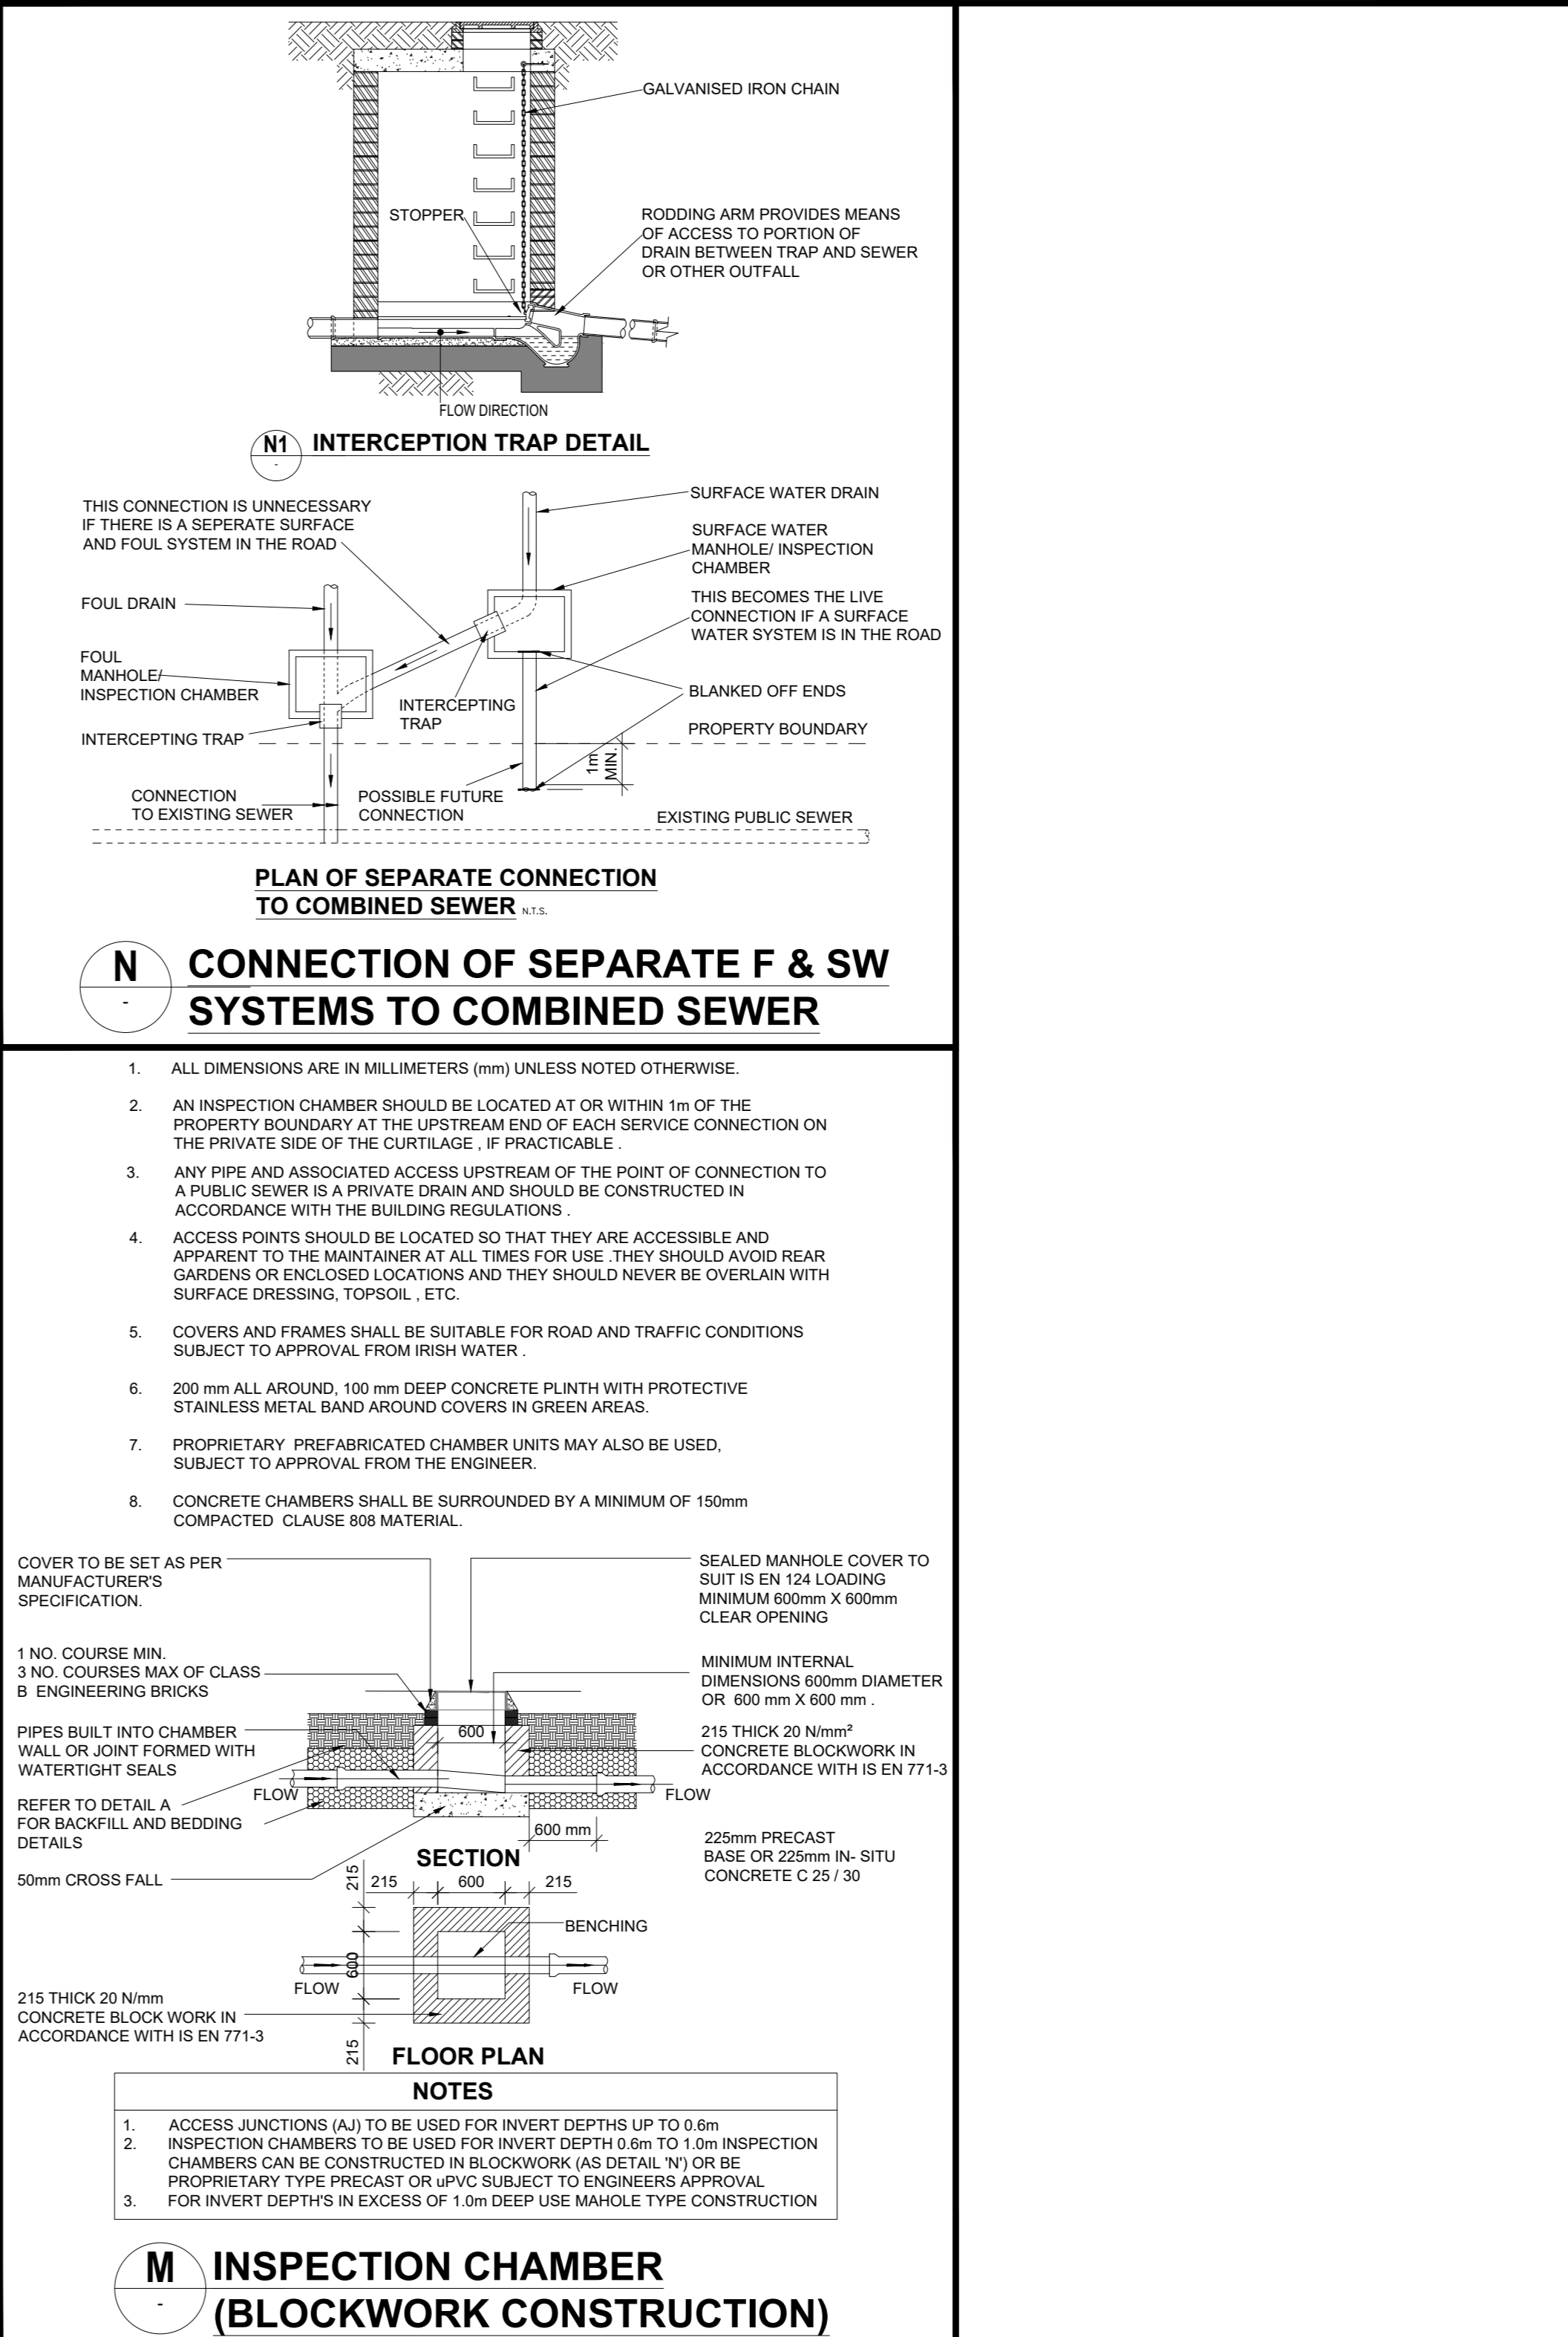 GALVANISED IRON CHAIN
STOPPER
RODDING ARM PROVIDES MEANS
OF ACCESS TO PORTION OF
DRAIN BETWEEN TRAP AND SEWER
OR OTHER OUTFALL
FLOW DIRECTION
N1
-
INTERCEPTION TRAP DETAIL
THIS CONNECTION IS UNNECESSARY
IF THERE IS A SEPERATE SURFACE
AND FOUL SYSTEM IN THE ROAD
SURFACE WATER DRAIN
SURFACE WATER
MANHOLE/ INSPECTION
CHAMBER
FOUL DRAIN
THIS BECOMES THE LIVE
CONNECTION IF A SURFACE
WATER SYSTEM IS IN THE ROAD
FOUL
MANHOLE/
INSPECTION CHAMBER
INTERCEPTING
TRAP
BLANKED OFF ENDS
INTERCEPTING TRAP
PROPERTY BOUNDARY
1m
MIN.
CONNECTION
TO EXISTING SEWER
POSSIBLE FUTURE
CONNECTION
EXISTING PUBLIC SEWER
PLAN OF SEPARATE CONNECTION
TO COMBINED SEWER N.T.S.
N
-
CONNECTION OF SEPARATE F & SW
SYSTEMS TO COMBINED SEWER
1. ALL DIMENSIONS ARE IN MILLIMETERS (mm) UNLESS NOTED OTHERWISE.
2. AN INSPECTION CHAMBER SHOULD BE LOCATED AT OR WITHIN 1m OF THE
PROPERTY BOUNDARY AT THE UPSTREAM END OF EACH SERVICE CONNECTION ON
THE PRIVATE SIDE OF THE CURTILAGE , IF PRACTICABLE .
3. ANY PIPE AND ASSOCIATED ACCESS UPSTREAM OF THE POINT OF CONNECTION TO
A PUBLIC SEWER IS A PRIVATE DRAIN AND SHOULD BE CONSTRUCTED IN
ACCORDANCE WITH THE BUILDING REGULATIONS .
4. ACCESS POINTS SHOULD BE LOCATED SO THAT THEY ARE ACCESSIBLE AND
APPARENT TO THE MAINTAINER AT ALL TIMES FOR USE .THEY SHOULD AVOID REAR
GARDENS OR ENCLOSED LOCATIONS AND THEY SHOULD NEVER BE OVERLAIN WITH
SURFACE DRESSING, TOPSOIL , ETC.
5. COVERS AND FRAMES SHALL BE SUITABLE FOR ROAD AND TRAFFIC CONDITIONS
SUBJECT TO APPROVAL FROM IRISH WATER .
6. 200 mm ALL AROUND, 100 mm DEEP CONCRETE PLINTH WITH PROTECTIVE
STAINLESS METAL BAND AROUND COVERS IN GREEN AREAS.
7. PROPRIETARY PREFABRICATED CHAMBER UNITS MAY ALSO BE USED,
SUBJECT TO APPROVAL FROM THE ENGINEER.
8. CONCRETE CHAMBERS SHALL BE SURROUNDED BY A MINIMUM OF 150mm
COMPACTED CLAUSE 808 MATERIAL.
COVER TO BE SET AS PER
MANUFACTURER'S
SPECIFICATION.
SEALED MANHOLE COVER TO
SUIT IS EN 124 LOADING
MINIMUM 600mm X 600mm
CLEAR OPENING
1 NO. COURSE MIN.
3 NO. COURSES MAX OF CLASS
B ENGINEERING BRICKS
MINIMUM INTERNAL
DIMENSIONS 600mm DIAMETER
OR 600 mm X 600 mm .
PIPES BUILT INTO CHAMBER
WALL OR JOINT FORMED WITH
WATERTIGHT SEALS
600
215 THICK 20 N/mm²
CONCRETE BLOCKWORK IN
ACCORDANCE WITH IS EN 771-3
FLOW
FLOW
REFER TO DETAIL A
FOR BACKFILL AND BEDDING
DETAILS
600 mm
225mm PRECAST
BASE OR 225mm IN- SITU
CONCRETE C 25 / 30
SECTION
50mm CROSS FALL
215
215
600
215
BENCHING
600
FLOW
FLOW
215 THICK 20 N/mm
CONCRETE BLOCK WORK IN
ACCORDANCE WITH IS EN 771-3
215
FLOOR PLAN
NOTES
1. ACCESS JUNCTIONS (AJ) TO BE USED FOR INVERT DEPTHS UP TO 0.6m
2. INSPECTION CHAMBERS TO BE USED FOR INVERT DEPTH 0.6m TO 1.0m INSPECTION
CHAMBERS CAN BE CONSTRUCTED IN BLOCKWORK (AS DETAIL 'N') OR BE
PROPRIETARY TYPE PRECAST OR uPVC SUBJECT TO ENGINEERS APPROVAL
3. FOR INVERT DEPTH'S IN EXCESS OF 1.0m DEEP USE MAHOLE TYPE CONSTRUCTION
M
-
INSPECTION CHAMBER
(BLOCKWORK CONSTRUCTION)